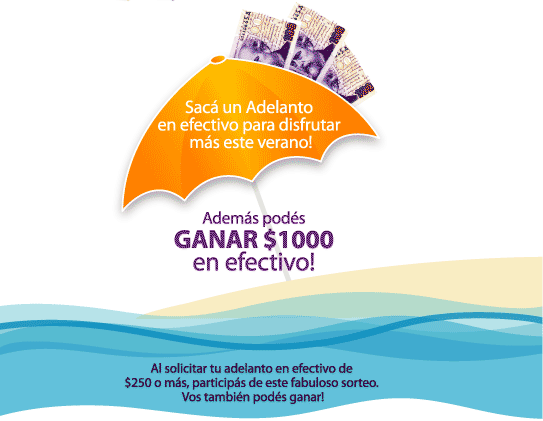 Sacá un Adelanto
en efectivo para disfrutar
más este verano!
Además podés
GANAR $1000
en efectivo!
Al solicitar tu adelanto en efectivo de
$250 o más, participás de este fabuloso sorteo.
Vos también podés ganar!